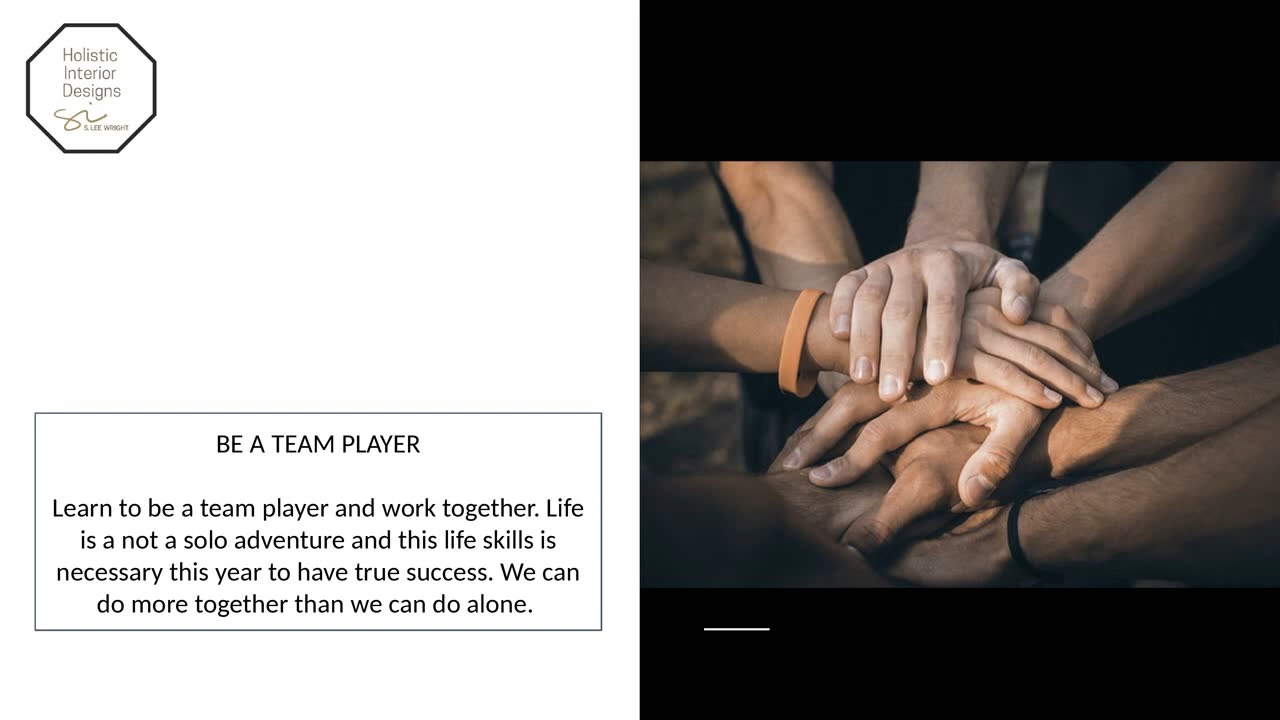 Holistic
Interior
Designs
S. LEE WRIGHT
BE A TEAM PLAYER
Learn to be a team player and work together. Life
is a not a solo adventure and this life skills is
necessary this year to have true success. We can
do more together than we can do alone.